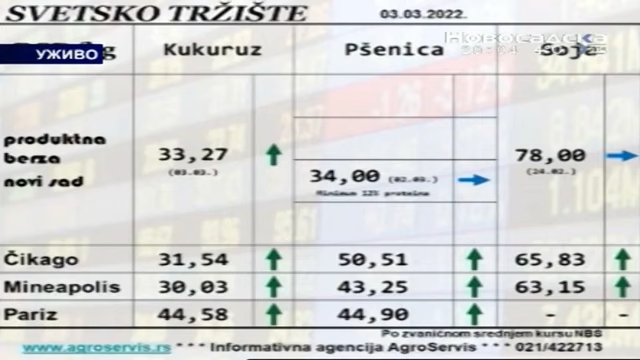 SVETSKO TRŽIŠTE 03.03.2022.
Новосадска
УЖИВО Kukuruz Pšenica Soja
produktna berza novi sad 33,27 (03.03.) 34,00 (02.03.) Minimum 12% proteina 78,00 (24.02.)
Čikago 31,54 50,51 65,83
Mineapolis 30,03 43,25 63,15
Pariz 44,58 44,90 - -
Po zvaničnom srednjem kursu NBS
www.agroservis.rs * * * Informativna agencija AgroServis * * * 021/422713